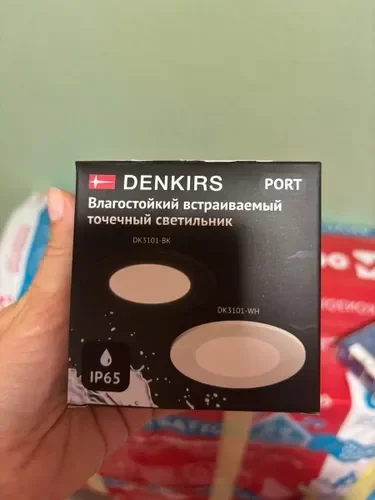 DENKIRS PORT
Влагостойкий встраиваемый
точечный светильник
DK3101-BK
DK3101-WH
IP65